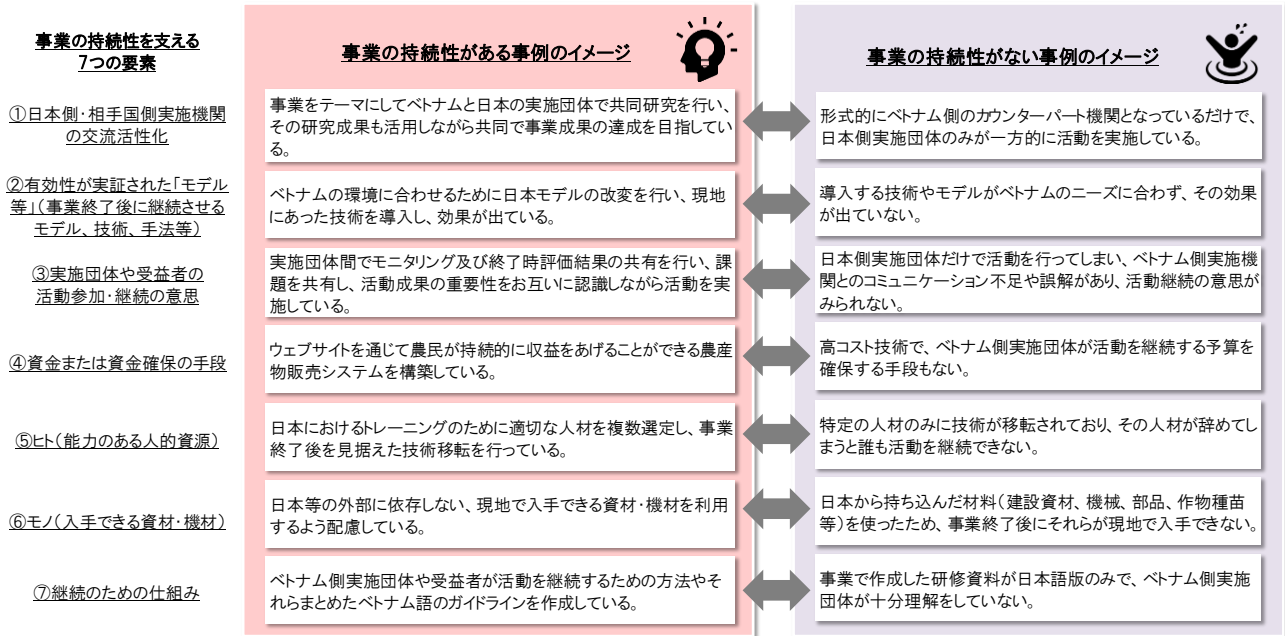 事業の持続性を支える
7つの要素
事業の持続性がある事例のイメージ
事業の持続性がない事例のイメージ
①日本側・相手国側実施機関
の交流活性化
事業をテーマにしてベトナムと日本の実施団体で共同研究を行い、
その研究成果も活用しながら共同で事業成果の達成を目指してい
る。
形式的にベトナム側のカウンターパート機関となっているだけで、
日本側実施団体のみが一方的に活動を実施している。
②有効性が実証された「モデル
等」（事業終了後に継続させる
モデル、技術、手法等）
ベトナムの環境に合わせるために日本モデルの改変を行い、現地
にあった技術を導入し、効果が出ている。
導入する技術やモデルがベトナムのニーズに合わず、その効果
が出ていない。
③実施団体や受益者の
活動参加・継続の意思
実施団体間でモニタリング及び終了時評価結果の共有を行い、課
題を共有し、活動成果の重要性をお互いに認識しながら活動を実
施している。
日本側実施団体だけで活動を行ってしまい、ベトナム側実施機
関とのコミュニケーション不足や誤解があり、活動継続の意思が
みられない。
④資金または資金確保の手段
ウェブサイトを通じて農民が持続的に収益をあげることができる農産
物販売システムを構築している。
高コスト技術で、ベトナム側実施団体が活動を継続する予算を
確保する手段もない。
⑤ヒト（能力のある人的資源）
日本におけるトレーニングのために適切な人材を複数選定し、事業
終了後を見据えた技術移転を行っている。
特定の人材のみに技術が移転されており、その人材が辞めてし
まうと誰も活動を継続できない。
⑥モノ（入手できる資材・機材）
日本等の外部に依存しない、現地で入手できる資材・機材を利用
するよう配慮している。
日本から持ち込んだ材料（建設資材、機械、部品、作物種苗
等）を使ったため、事業終了後にそれらが現地で入手できない。
⑦継続のための仕組み
ベトナム側実施団体や受益者が活動を継続するための方法やそ
れらまとめたベトナム語のガイドラインを作成している。
事業で作成した研修資料が日本語版のみで、ベトナム側実施
団体が十分理解をしていない。